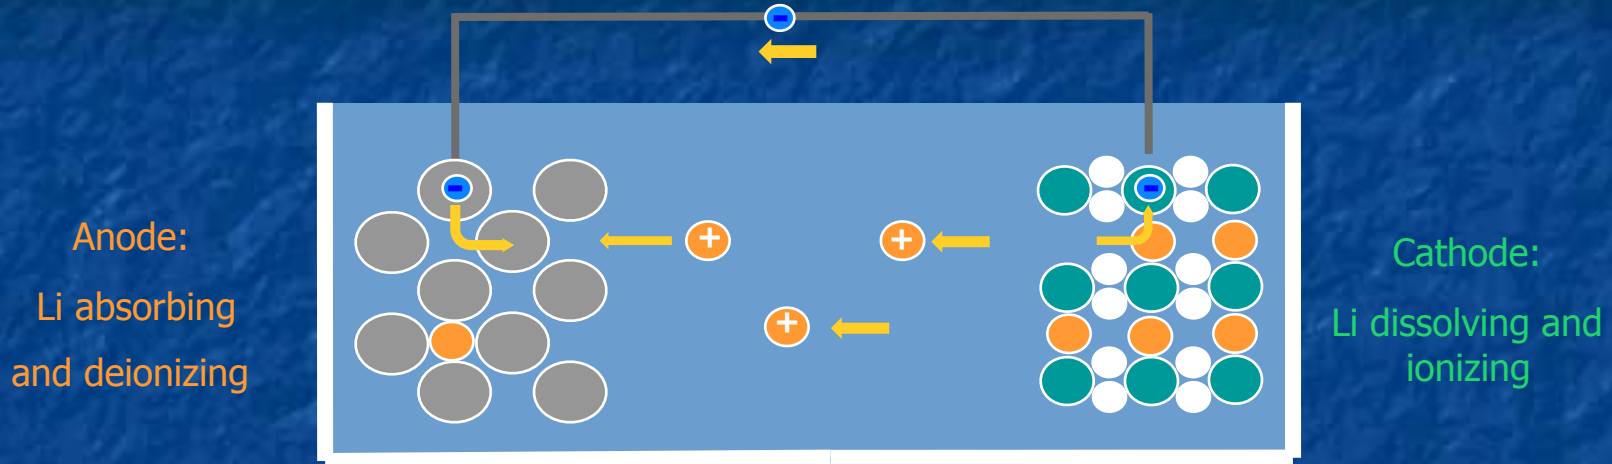 -
Anode:
Li absorbing
and deionizing
-
+
+
+
-
Cathode:
Li dissolving and
ionizing